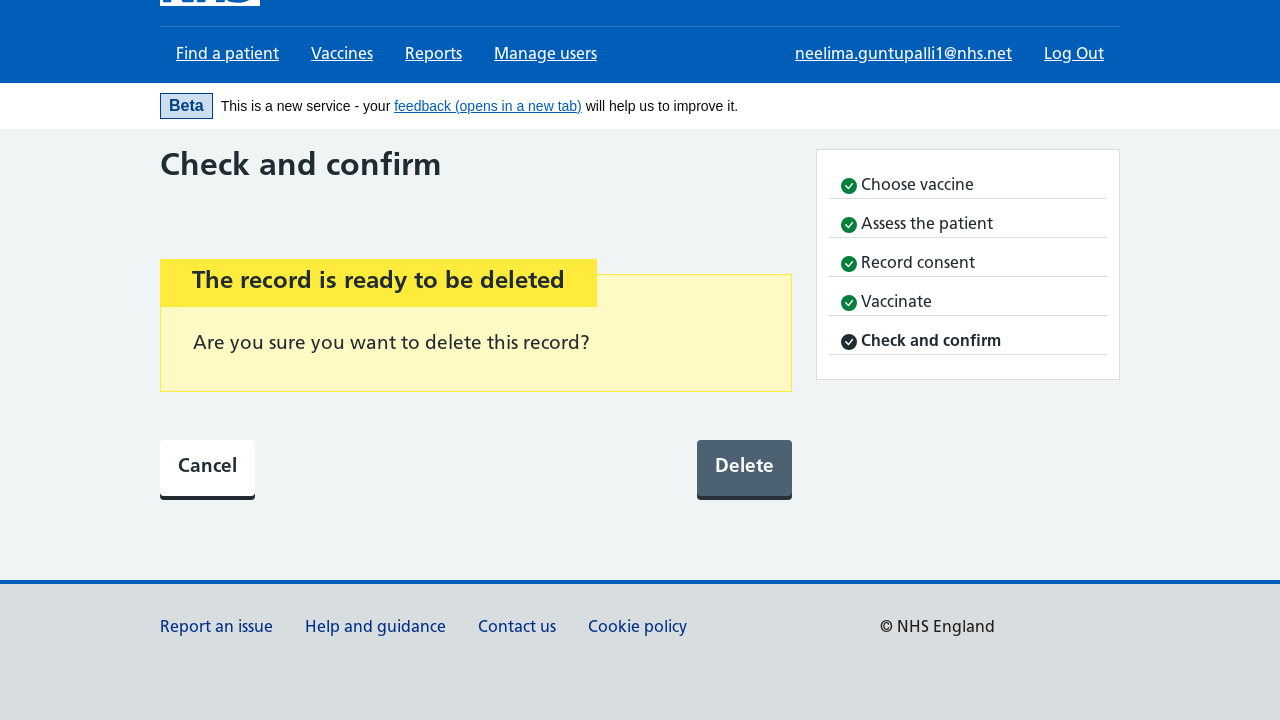 Find a patient Vaccines Reports Manage users neelima.guntupalli1@nhs.net Log Out
Beta This is a new service - your feedback (opens in a new tab) will help us to improve it.
Check and confirm
The record is ready to be deleted
Are you sure you want to delete this record?
Cancel Delete
Choose vaccine
Assess the patient
Record consent
Vaccinate
Check and confirm
Report an issue Help and guidance Contact us Cookie policy © NHS England